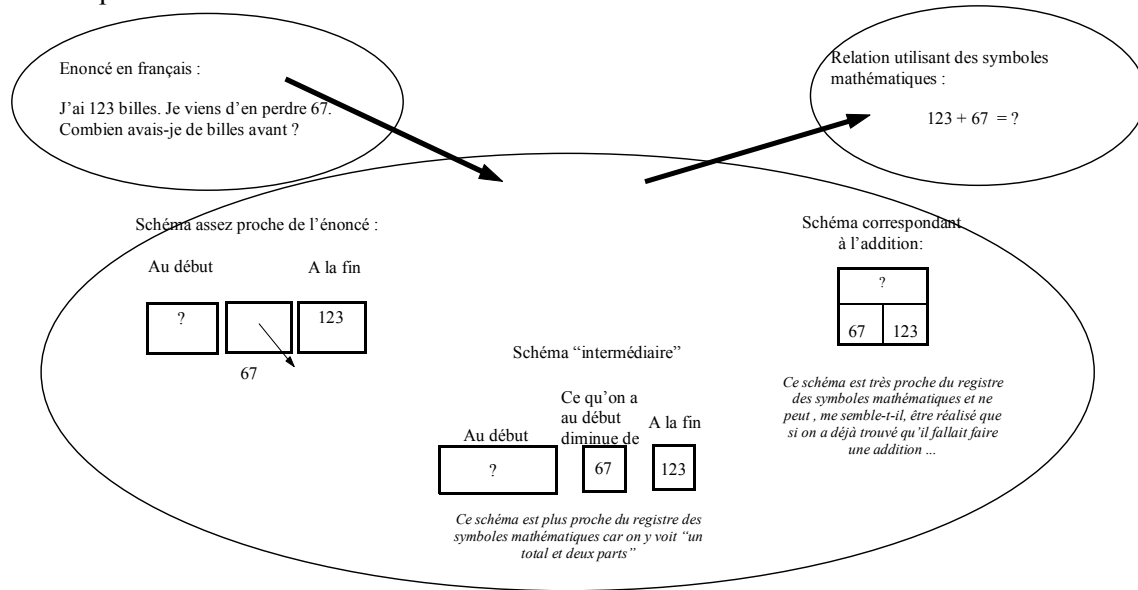 Enoncé en français :
J'ai 123 billes. Je viens d'en perdre 67.
Combien avais-je de billes avant ?
Relation utilisant des symboles
mathématiques :
123 + 67 = ?
Schéma assez proche de l'énoncé :
Au début
A la fin
?
123
67
Schéma “intermédiaire”
Au début
Ce qu'on a
au début
diminue de
A la fin
?
67
123
Ce schéma est plus proche du registre des
symboles mathématiques car on y voit “un
total et deux parts”
Schéma correspondant
à l'addition:
?
67
123
Ce schéma est très proche du registre
des symboles mathématiques et ne
peut , me semble-t-il, être réalisé que
si on a déjà trouvé qu'il fallait faire
une addition ...